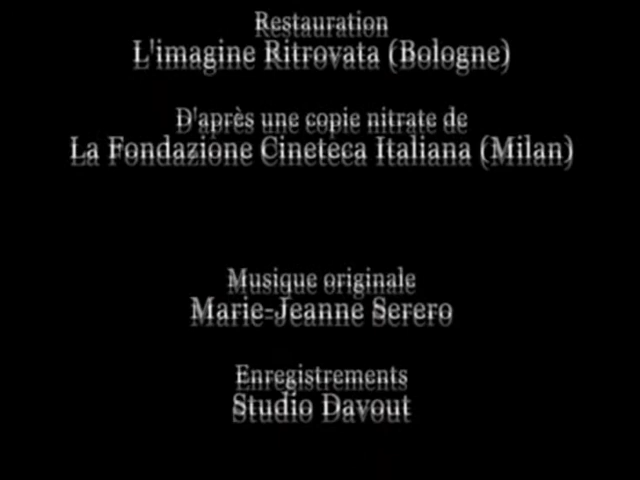 Restauration
L'imagine Ritrovata (Bologne)
D'après une copie nitrate de
La Fondazione Cineteca Italiana (Milan)
Musique originale
Marie-Jeanne Serero
Enregistrements
Studio Davout